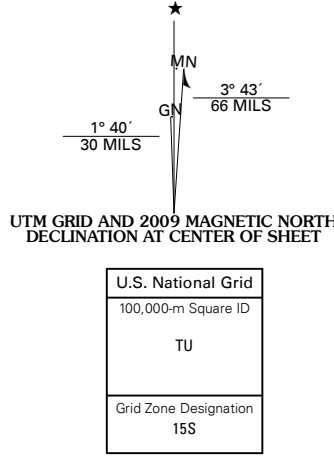 ★
MN
3° 43´
66 MILS
GN
1° 40´
30 MILS
UTM GRID AND 2009 MAGNETIC NORTH
DECLINATION AT CENTER OF SHEET
U.S. National Grid
100,000-m Square ID
TU
Grid Zone Designation
15S